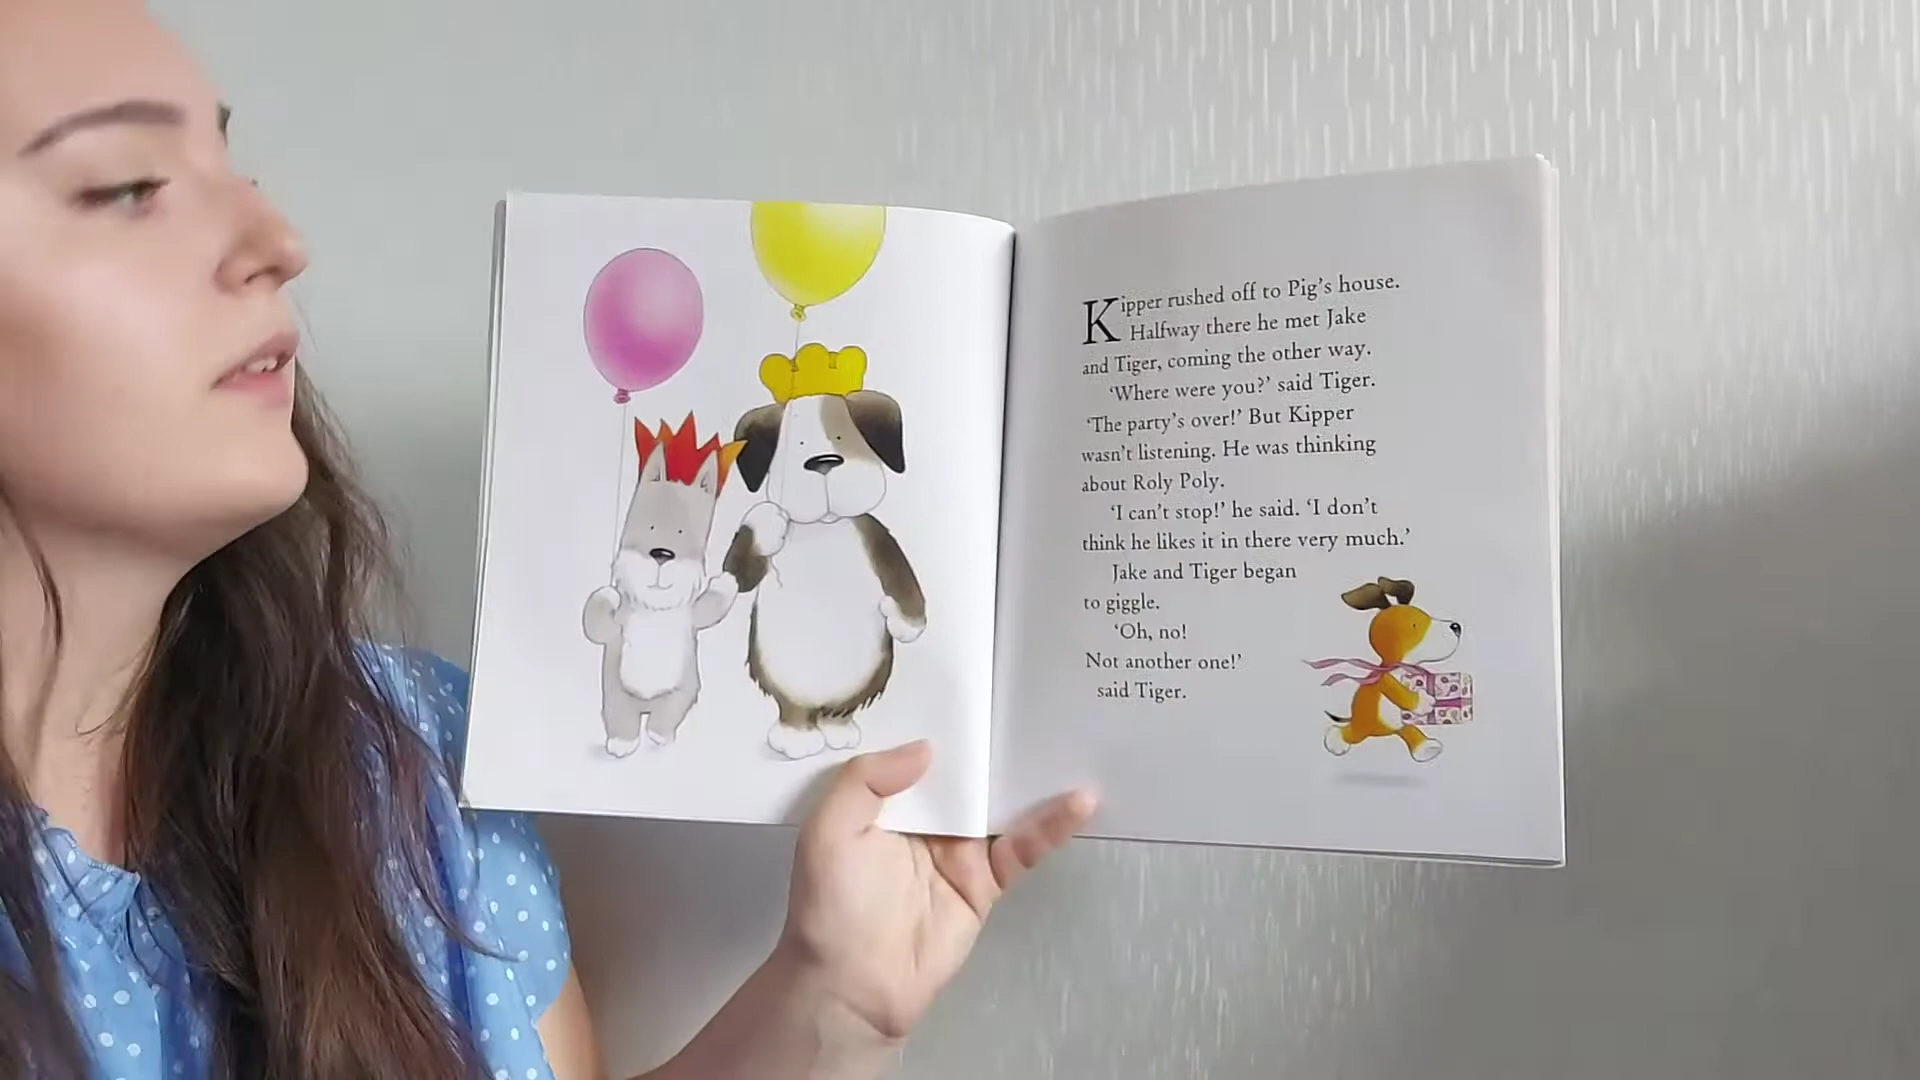 Kipper rushed off to Pig's house.
Halfway there he met Jake
and Tiger, coming the other way.
'Where were you?' said Tiger.
'The party's over!' But Kipper
wasn't listening. He was thinking
about Roly Poly.
'I can't stop!' he said. 'I don't
think he likes it in there very much.'
Jake and Tiger began
to giggle.
'Oh, no!
Not another one!'
said Tiger.